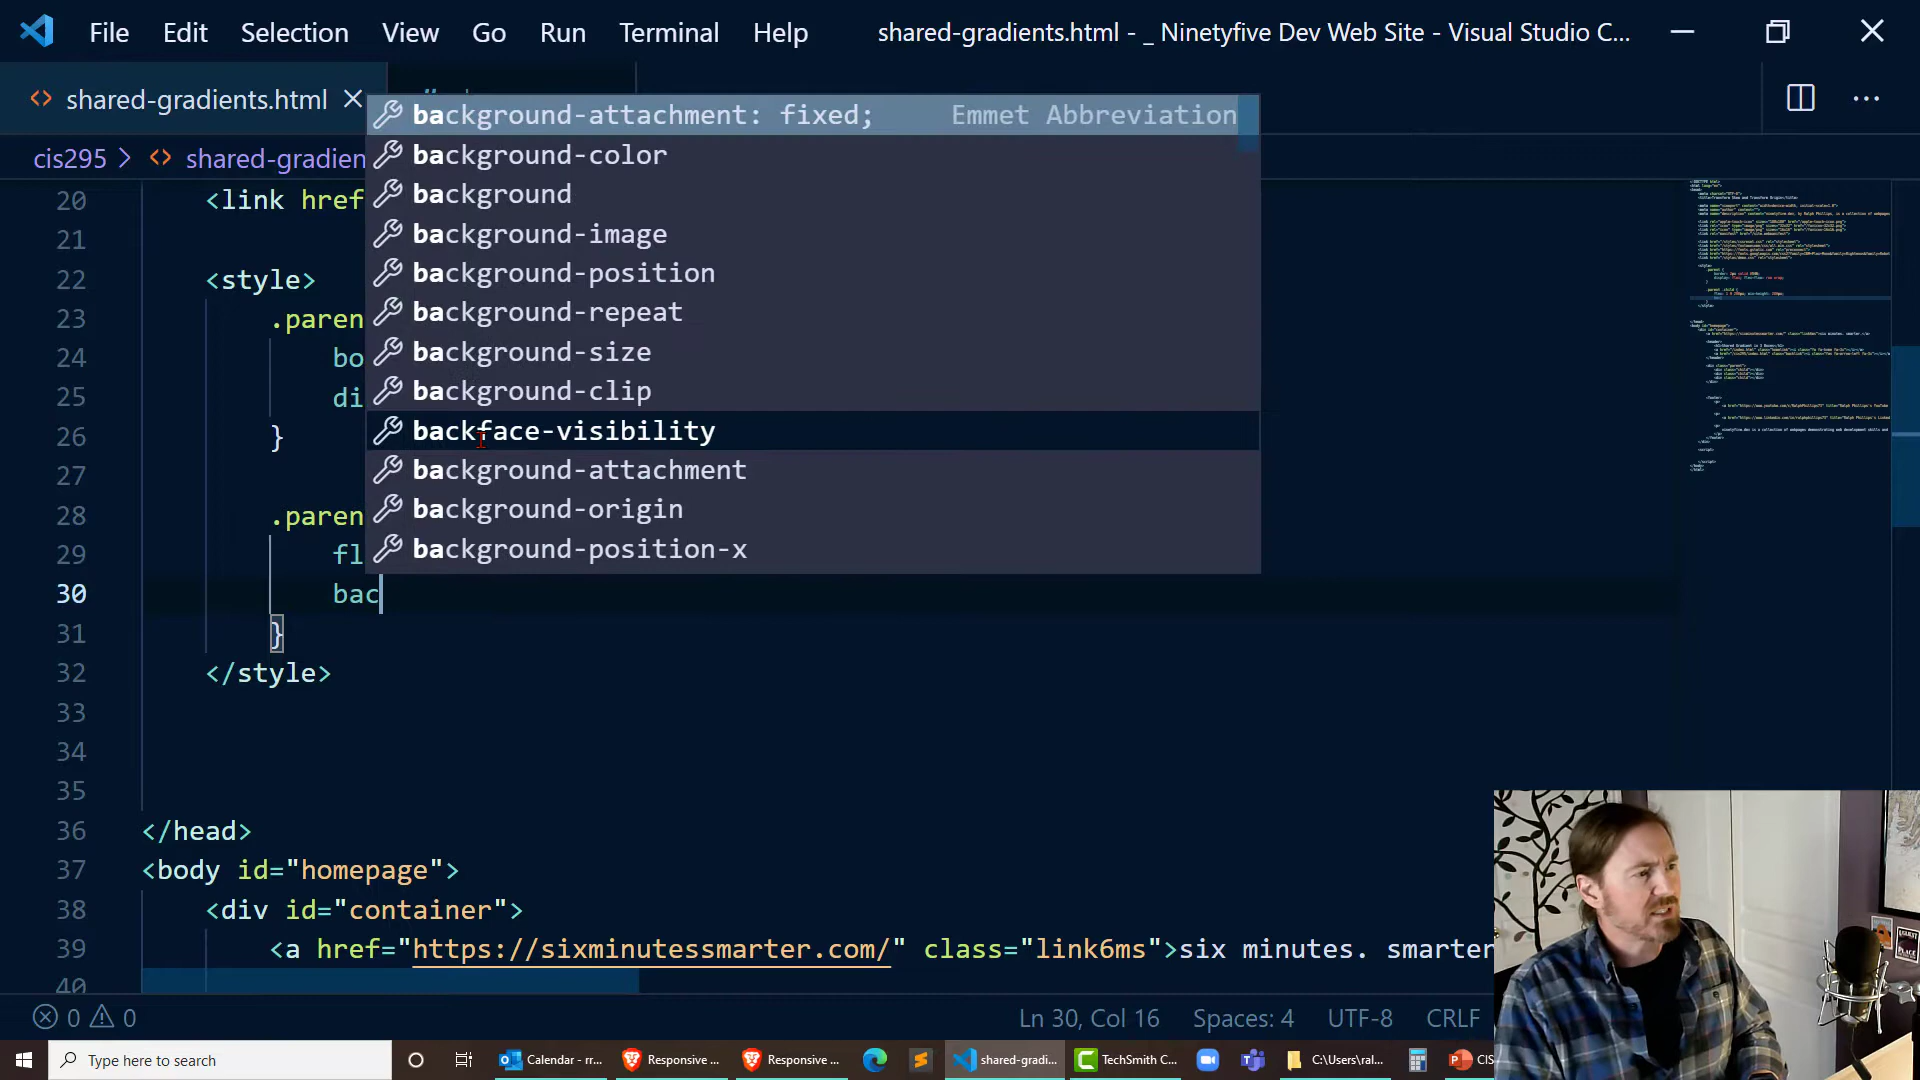 File Edit Selection View Go Run Terminal Help shared-gradients.html - _ Ninetyfive Dev Web Site - Visual Studio C...
shared-gradients.html
cis295 > shared-gradien
background-attachment: fixed; Emmet Abbreviation
background-color
background
background-image
background-position
background-repeat
background-size
background-clip
backface-visibility
background-attachment
background-origin
background-position-x
20 <link href
21
22 <style>
23 .paren
24 bo
25 di
26 }
27
28 .paren
29 fl
30 bac
31 }
32 </style>
33
34
35
36 </head>
37 <body id="homepage">
38 <div id="container">
39 <a href="https://sixminutessmarter.com/" class="link6ms">six minutes. smarter
40
0 0 Ln 30, Col 16 Spaces: 4 UTF-8 CRLF
Type here to search Calendar - rr... Responsive ... Responsive ... shared-gradi... TechSmith C... C:\Users\ral... CIS